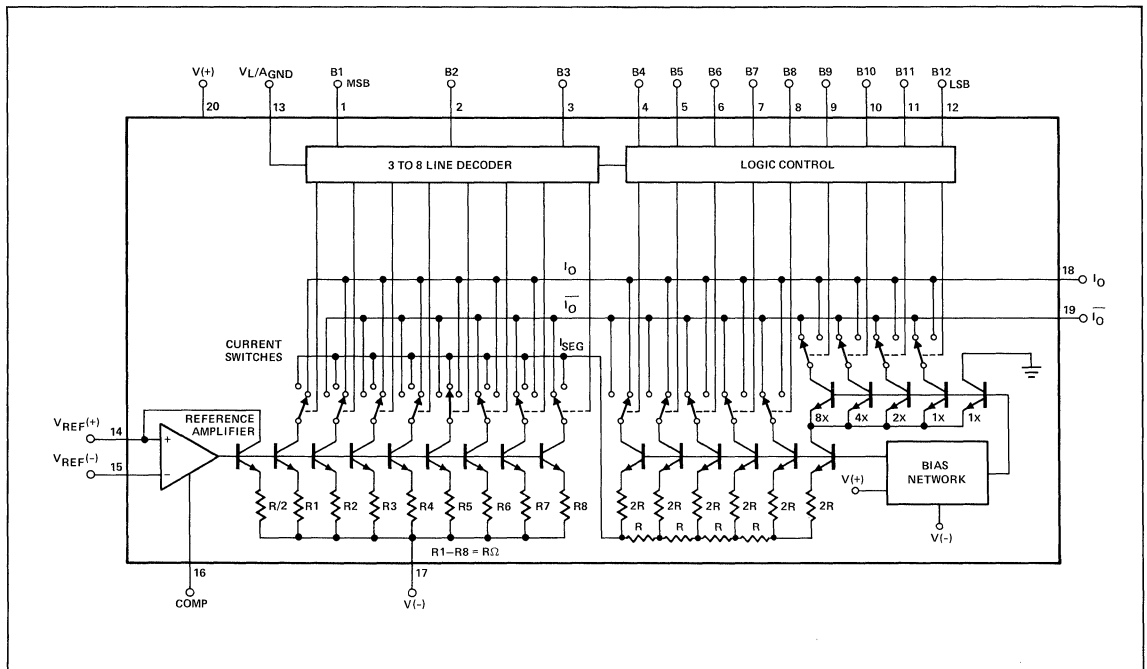 V(+) VL/AGND B1 MSB B2 B3 B4 B5 B6 B7 B8 B9 B10 B11 B12 LSB
20 13 1 2 3 4 5 6 7 8 9 10 11 12
3 TO 8 LINE DECODER
LOGIC CONTROL
IO 18 IO
IO 19 IO
CURRENT SWITCHES
ISEG
VREF(+) 14
REFERENCE AMPLIFIER
+
VREF(-) 15
−
8x 4x 2x 1x 1x
BIAS NETWORK
V(+)
V(-)
R/2 R1 R2 R3 R4 R5 R6 R7 R8
2R 2R 2R 2R 2R 2R
R R R R
R1–R8 = RΩ
16
COMP
17
V(-)